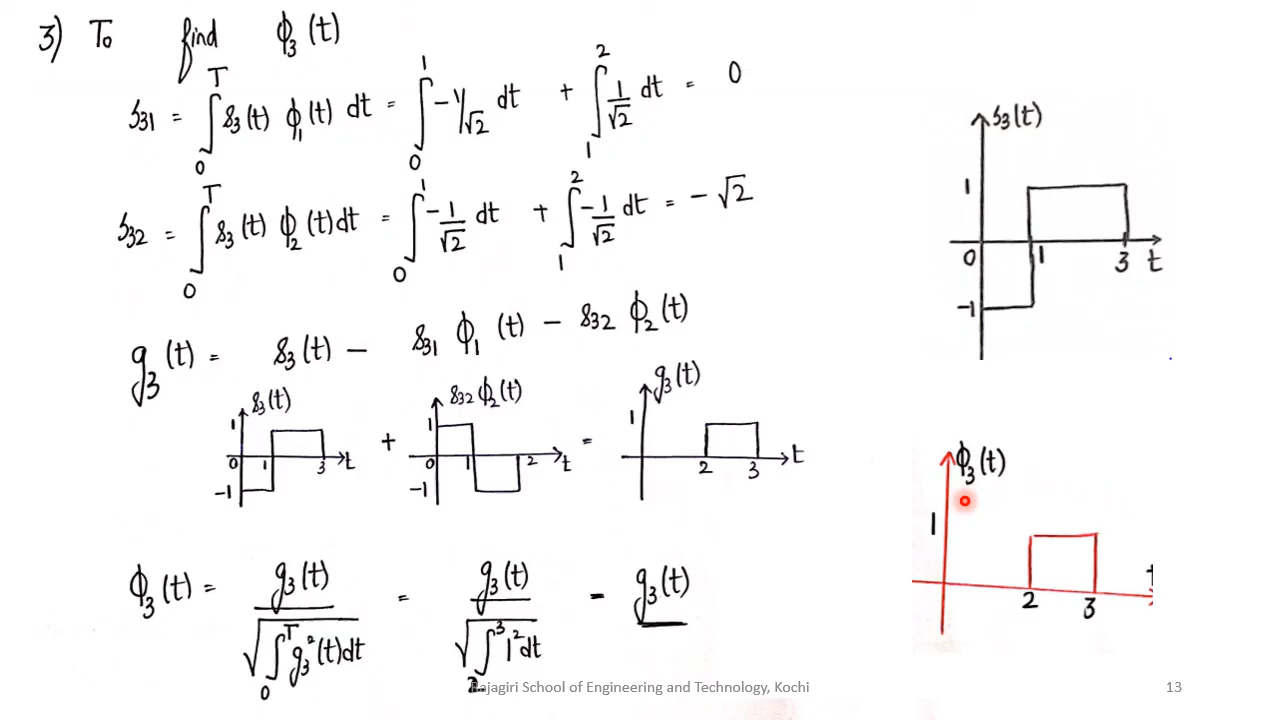 3) To find ϕ₃(t)
s₃₁ = ∫₀ᵀ s₃(t) ϕ₁(t) dt = ∫₀¹ -1/√2 dt + ∫₁² 1/√2 dt = 0
s₃₂ = ∫₀ᵀ s₃(t) ϕ₂(t) dt = ∫₀¹ -1/√2 dt + ∫₁² -1/√2 dt = -√2
g₃(t) = s₃(t) - s₃₁ ϕ₁(t) - s₃₂ ϕ₂(t)
s₃(t) 1 0 1 3 t -1 + s₃₂ ϕ₂(t) 1 0 1 2 t -1 = g₃(t) 1 2 3 t
ϕ₃(t) = g₃(t) / √∫₀ᵀ g₃²(t)dt = g₃(t) / √∫₂³ 1² dt = g₃(t)
s₃(t)
1
0 1 3 t
-1
ϕ₃(t)
1
2 3 t
Rajagiri School of Engineering and Technology, Kochi
13